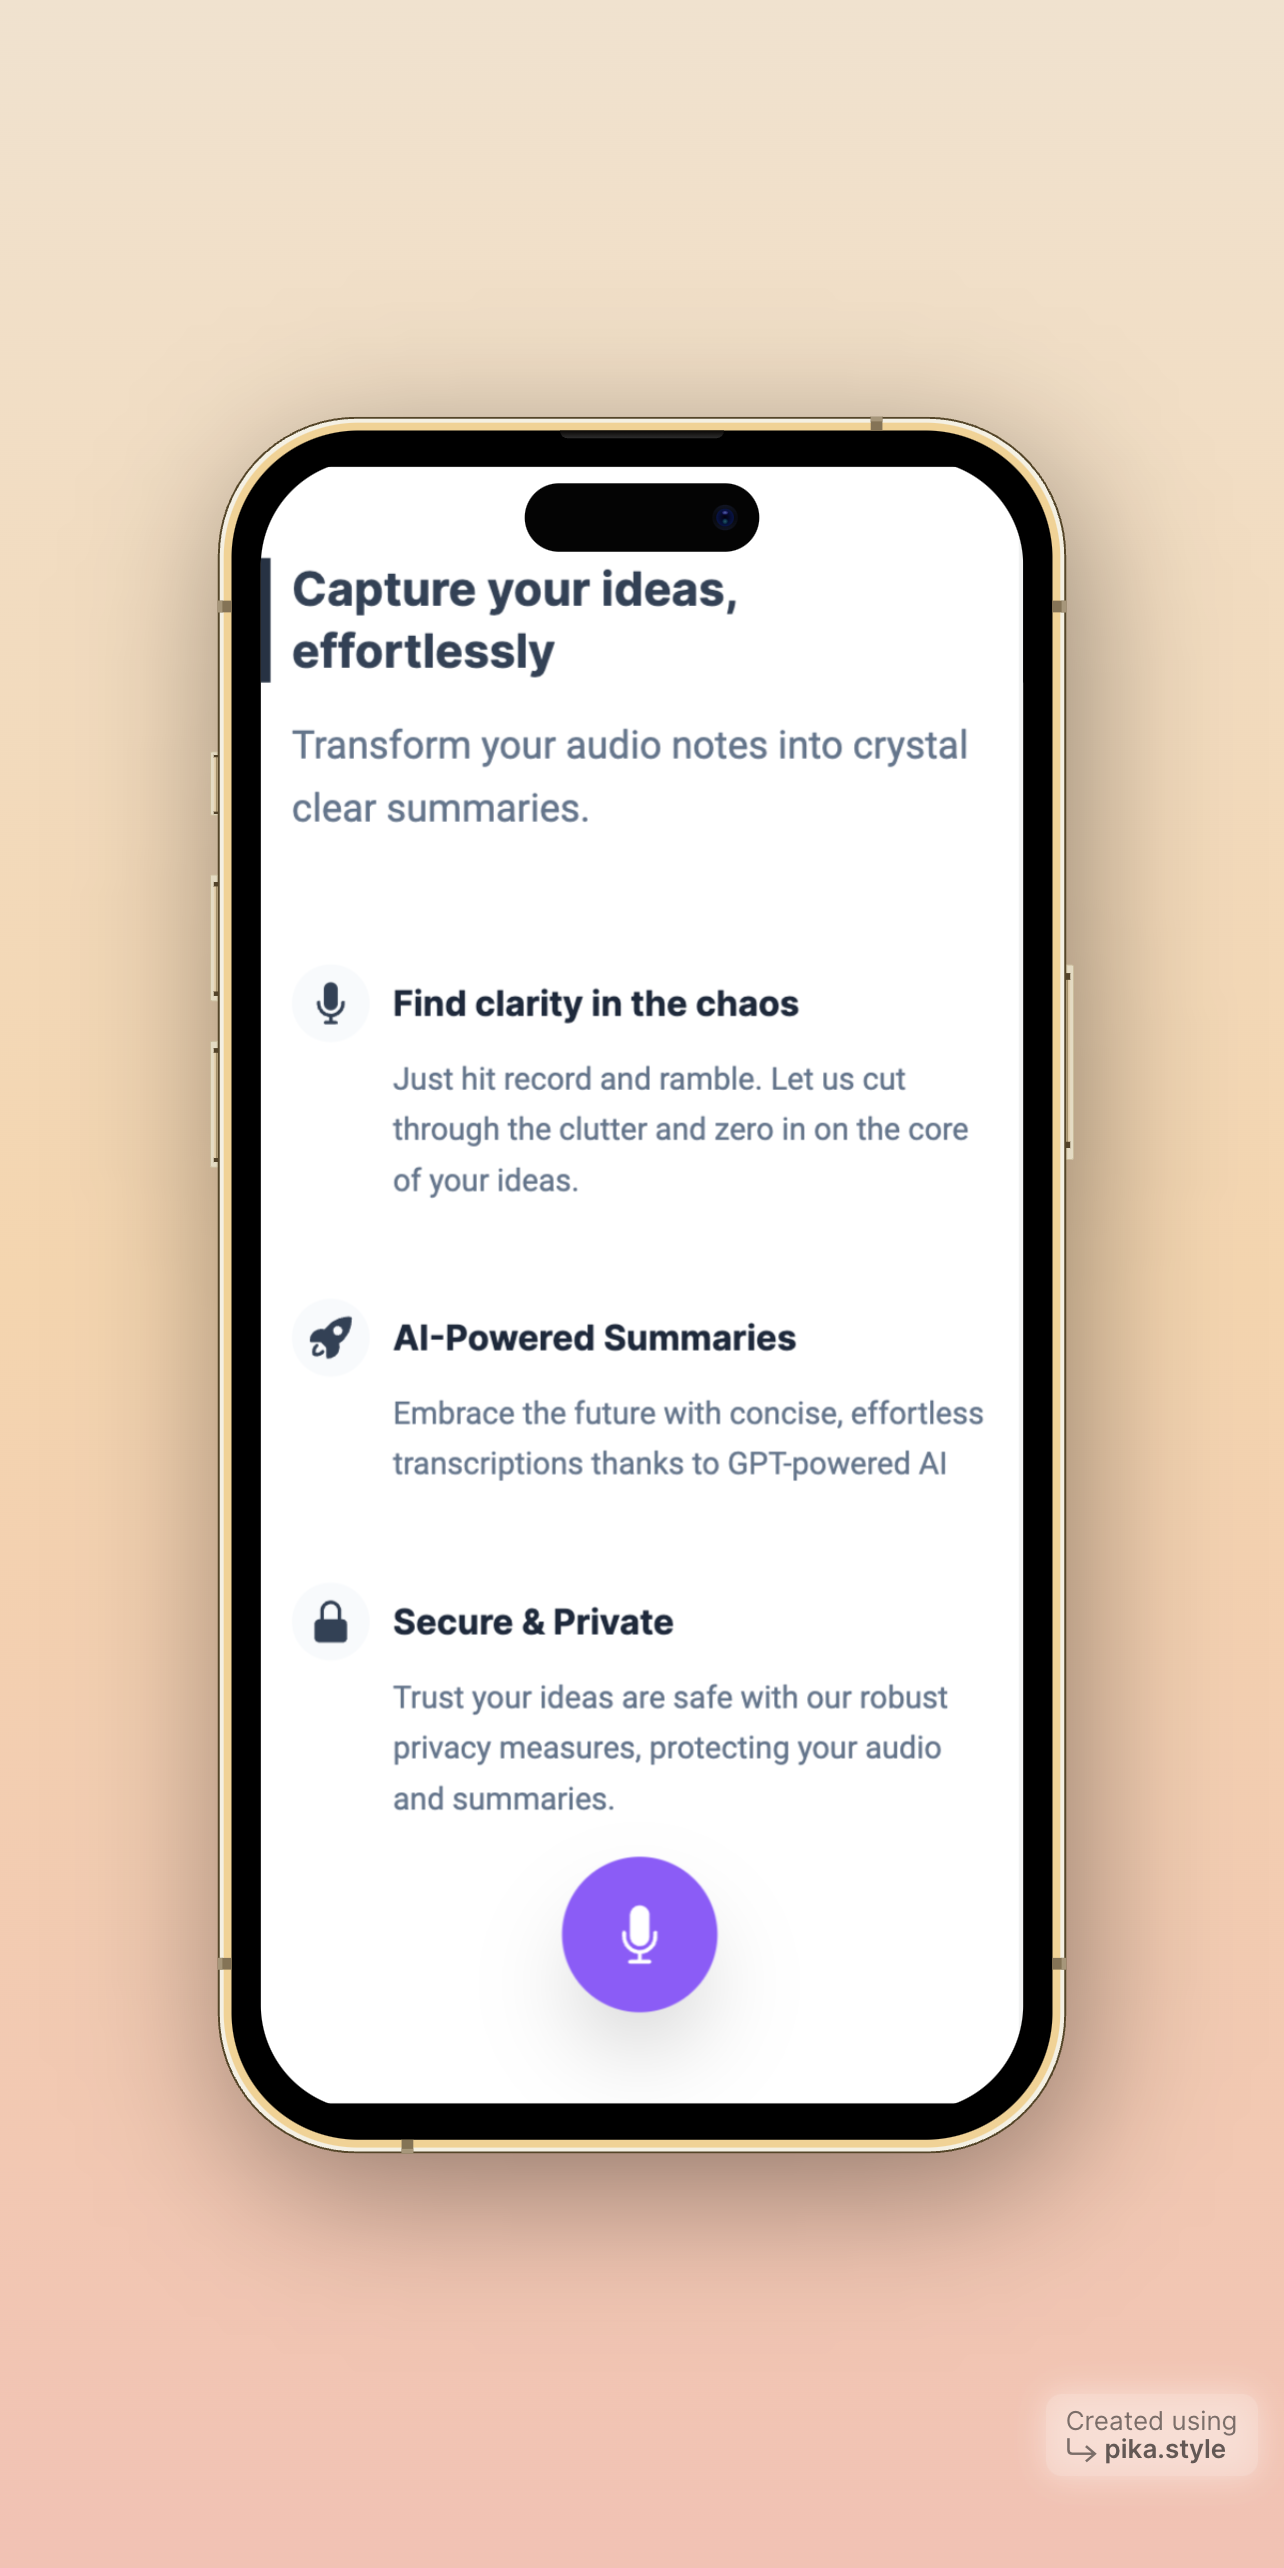 Capture your ideas,
effortlessly
Transform your audio notes into crystal
clear summaries.
Find clarity in the chaos
Just hit record and ramble. Let us cut
through the clutter and zero in on the core
of your ideas.
AI-Powered Summaries
Embrace the future with concise, effortless
transcriptions thanks to GPT-powered AI
Secure & Private
Trust your ideas are safe with our robust
privacy measures, protecting your audio
and summaries.
Created using
pika.style